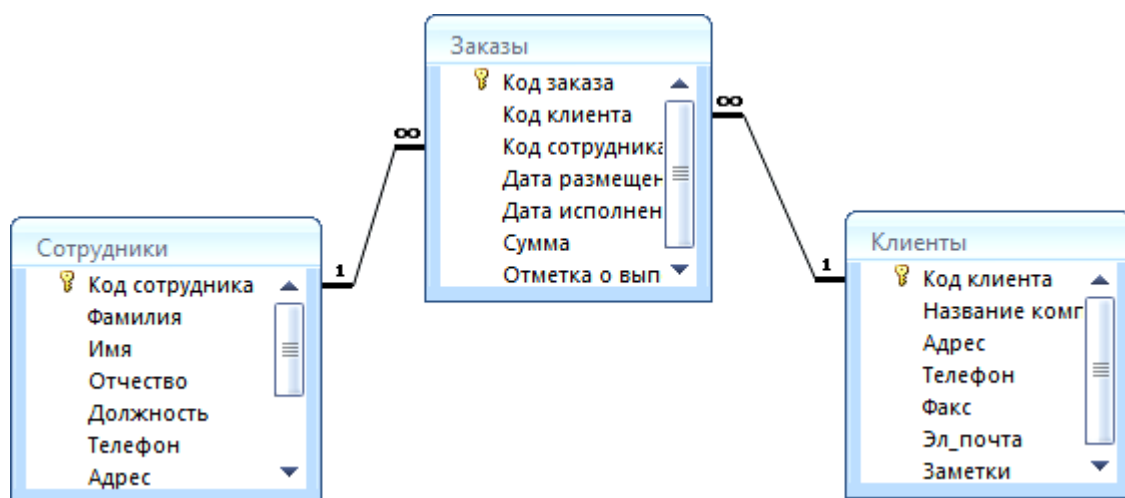 Заказы
Код заказа
Код клиента
Код сотрудника
Дата размещен
Дата исполнен
Сумма
Отметка о вып
∞
∞
Сотрудники
1
Код сотрудника
Фамилия
Имя
Отчество
Должность
Телефон
Адрес
Клиенты
1
Код клиента
Название комп
Адрес
Телефон
Факс
Эл_почта
Заметки